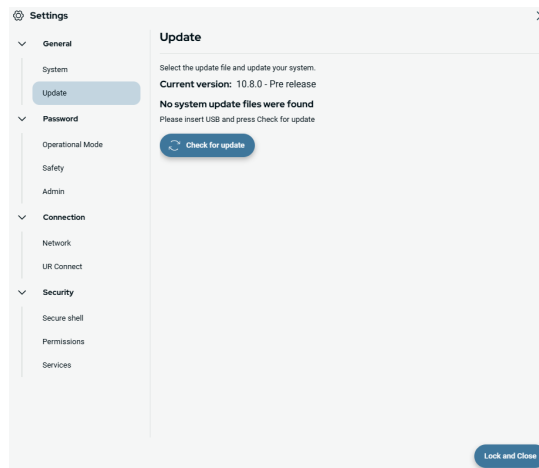 Settings
General
System
Update
Password
Operational Mode
Safety
Admin
Connection
Network
UR Connect
Security
Secure shell
Permissions
Services
Update
Select the update file and update your system.
Current version: 10.8.0 - Pre release
No system update files were found
Please insert USB and press Check for update
Check for update
Lock and Close